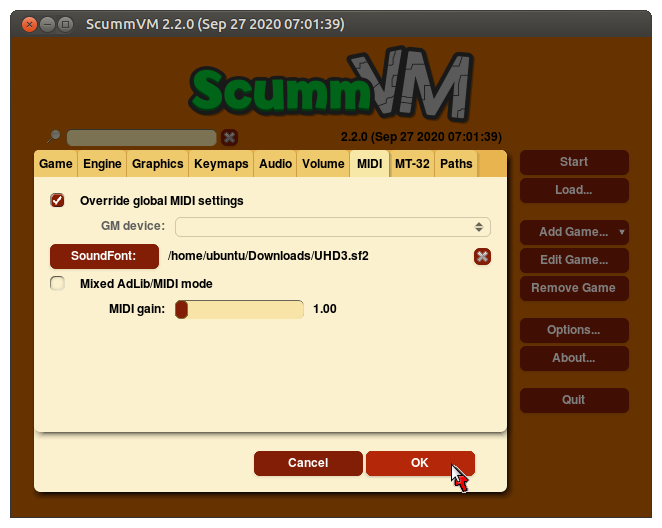 ScummVM 2.2.0 (Sep 27 2020 07:01:39)
ScummVM
2.2.0 (Sep 27 2020 07:01:39)
Game Engine Graphics Keymaps Audio Volume MIDI MT-32 Paths
Override global MIDI settings
GM device:
SoundFont: /home/ubuntu/Downloads/UHD3.sf2
Mixed AdLib/MIDI mode
MIDI gain: 1.00
Cancel OK
Start
Load...
Add Game...
Edit Game...
Remove Game
Options...
About...
Quit